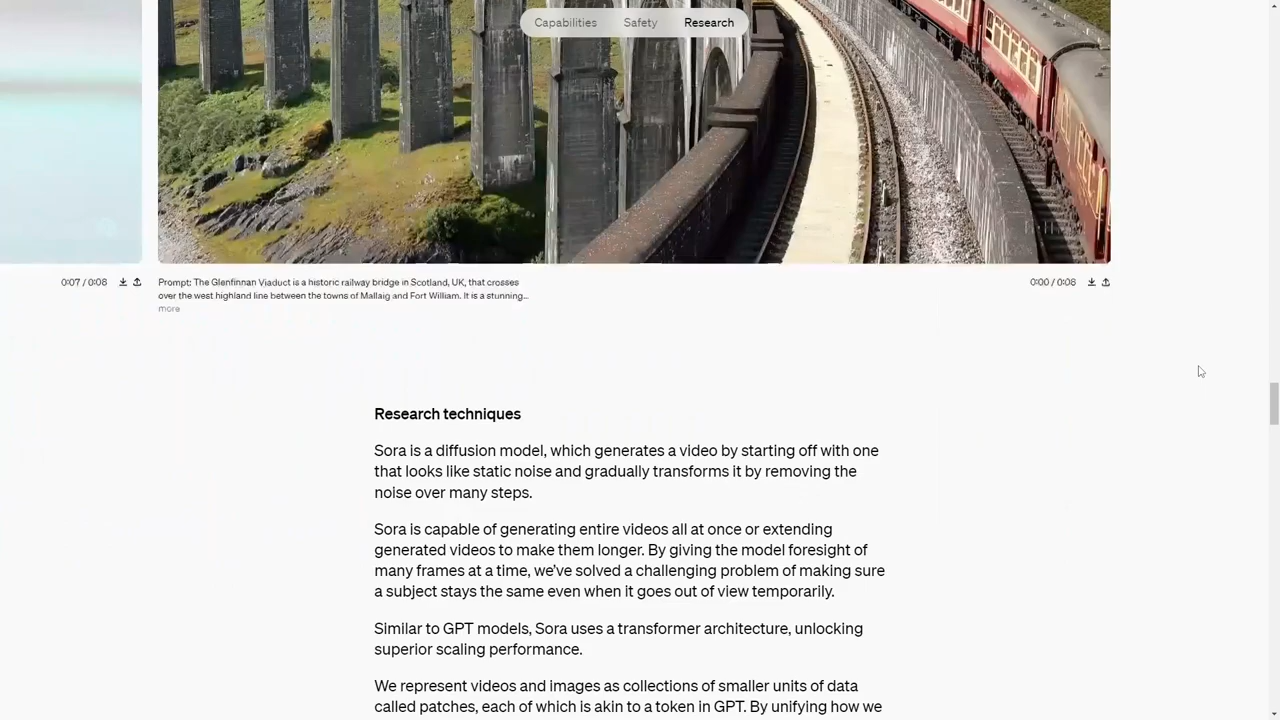 Capabilities Safety Research
0:07 / 0:08
Prompt: The Glenfinnan Viaduct is a historic railway bridge in Scotland, UK, that crosses
over the west highland line between the towns of Mallaig and Fort William. It is a stunning...
more
0:00 / 0:08
Research techniques
Sora is a diffusion model, which generates a video by starting off with one
that looks like static noise and gradually transforms it by removing the
noise over many steps.
Sora is capable of generating entire videos all at once or extending
generated videos to make them longer. By giving the model foresight of
many frames at a time, we’ve solved a challenging problem of making sure
a subject stays the same even when it goes out of view temporarily.
Similar to GPT models, Sora uses a transformer architecture, unlocking
superior scaling performance.
We represent videos and images as collections of smaller units of data
called patches, each of which is akin to a token in GPT. By unifying how we